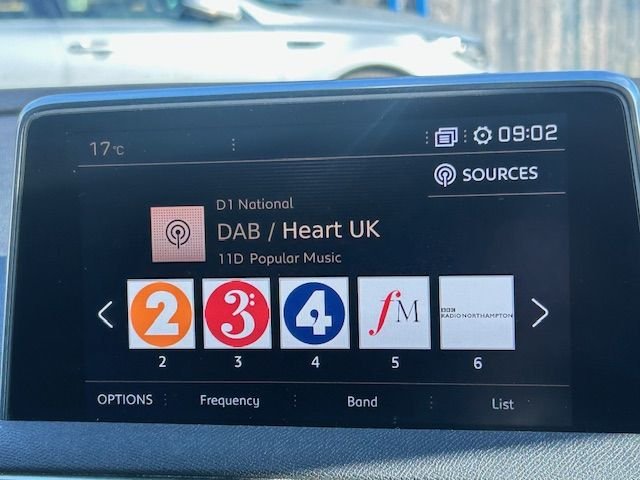 17°C
09:02
SOURCES
D1 National
DAB / Heart UK
11D Popular Music
2
3:
4
fM
BBC
RADIO NORTHAMPTON
2
3
4
5
6
OPTIONS
Frequency
Band
List